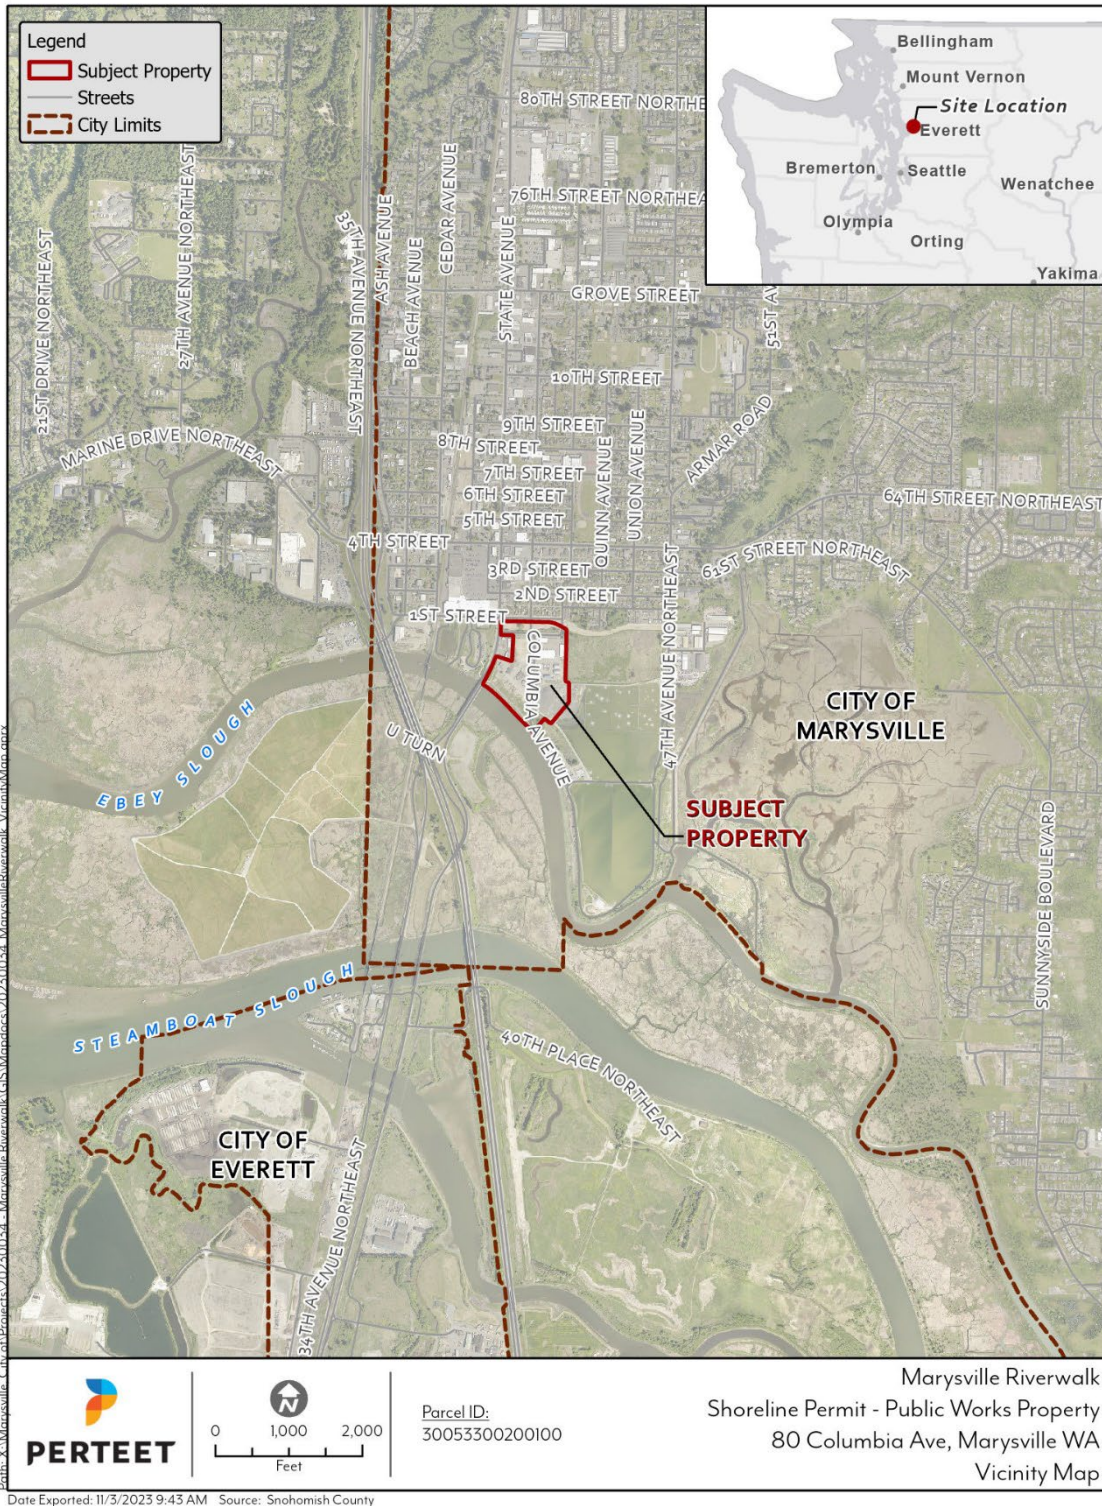 Legend
Subject Property
Streets
City Limits
Bellingham
Mount Vernon
Site Location
Everett
Bremerton
Seattle
Wenatchee
Olympia
Orting
Yakima
80TH STREET NORTHE
76TH STREET NORTHEA
GROVE STREET
51ST AV
21ST DRIVE NORTHEAST
27TH AVENUE NORTHEAST
35TH AVENUE NORTHEAST
ASH AVENUE
BEACH AVENUE
CEDAR AVENUE
STATE AVENUE
10TH STREET
9TH STREET
8TH STREET
7TH STREET
6TH STREET
5TH STREET
4TH STREET
3RD STREET
2ND STREET
1ST STREET
QUINN AVENUE
UNION AVENUE
ARMAR ROAD
MARINE DRIVE NORTHEAST
64TH STREET NORTHEAST
61ST STREET NORTHEAST
47TH AVENUE NORTHEAST
COLUMBIA AVENUE
U TURN
CITY OF
MARYSVILLE
EBEY SLOUGH
SUBJECT
PROPERTY
SUNNYSIDE BOULEVARD
STEAMBOAT SLOUGH
40TH PLACE NORTHEAST
CITY OF
EVERETT
34TH AVENUE NORTHEAST
PERTEET
N
0 1,000 2,000
Feet
Parcel ID:
30053300200100
Marysville Riverwalk
Shoreline Permit - Public Works Property
80 Columbia Ave, Marysville WA
Vicinity Map
Date Exported: 11/3/2023 9:43 AM Source: Snohomish County